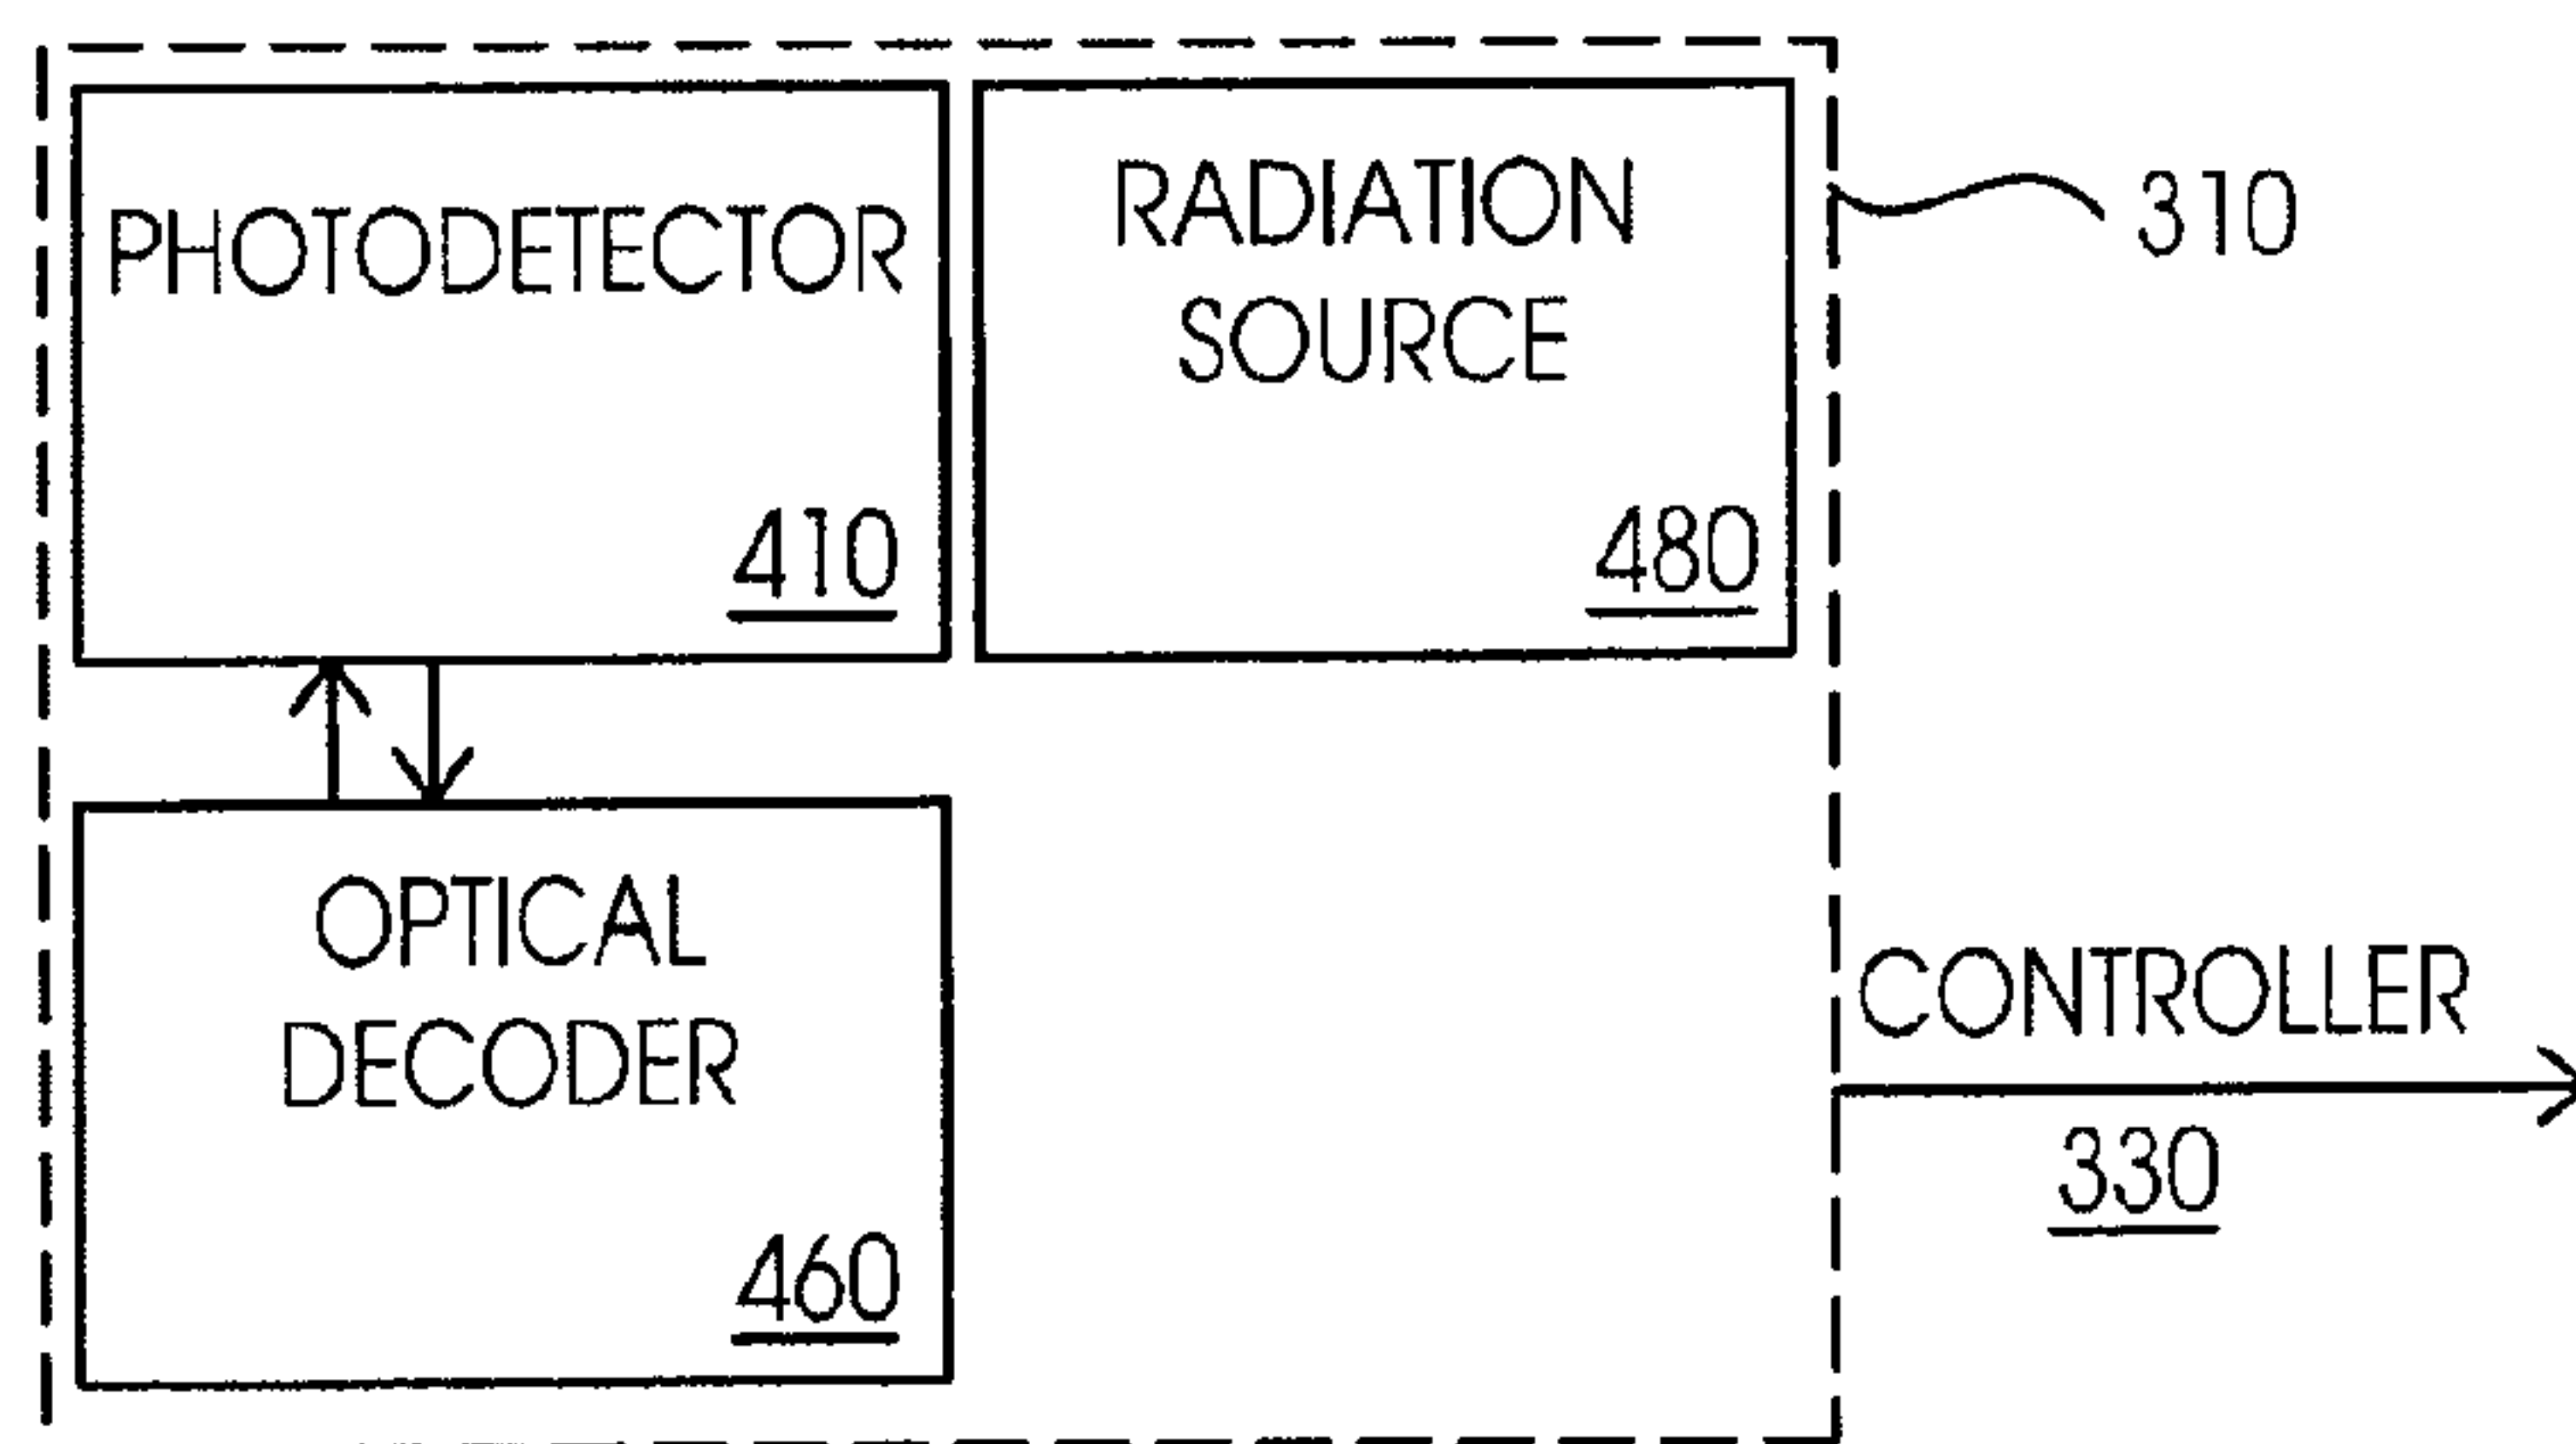 PHOTODETECTOR
410
RADIATION
SOURCE
480
310
OPTICAL
DECODER
460
CONTROLLER
330